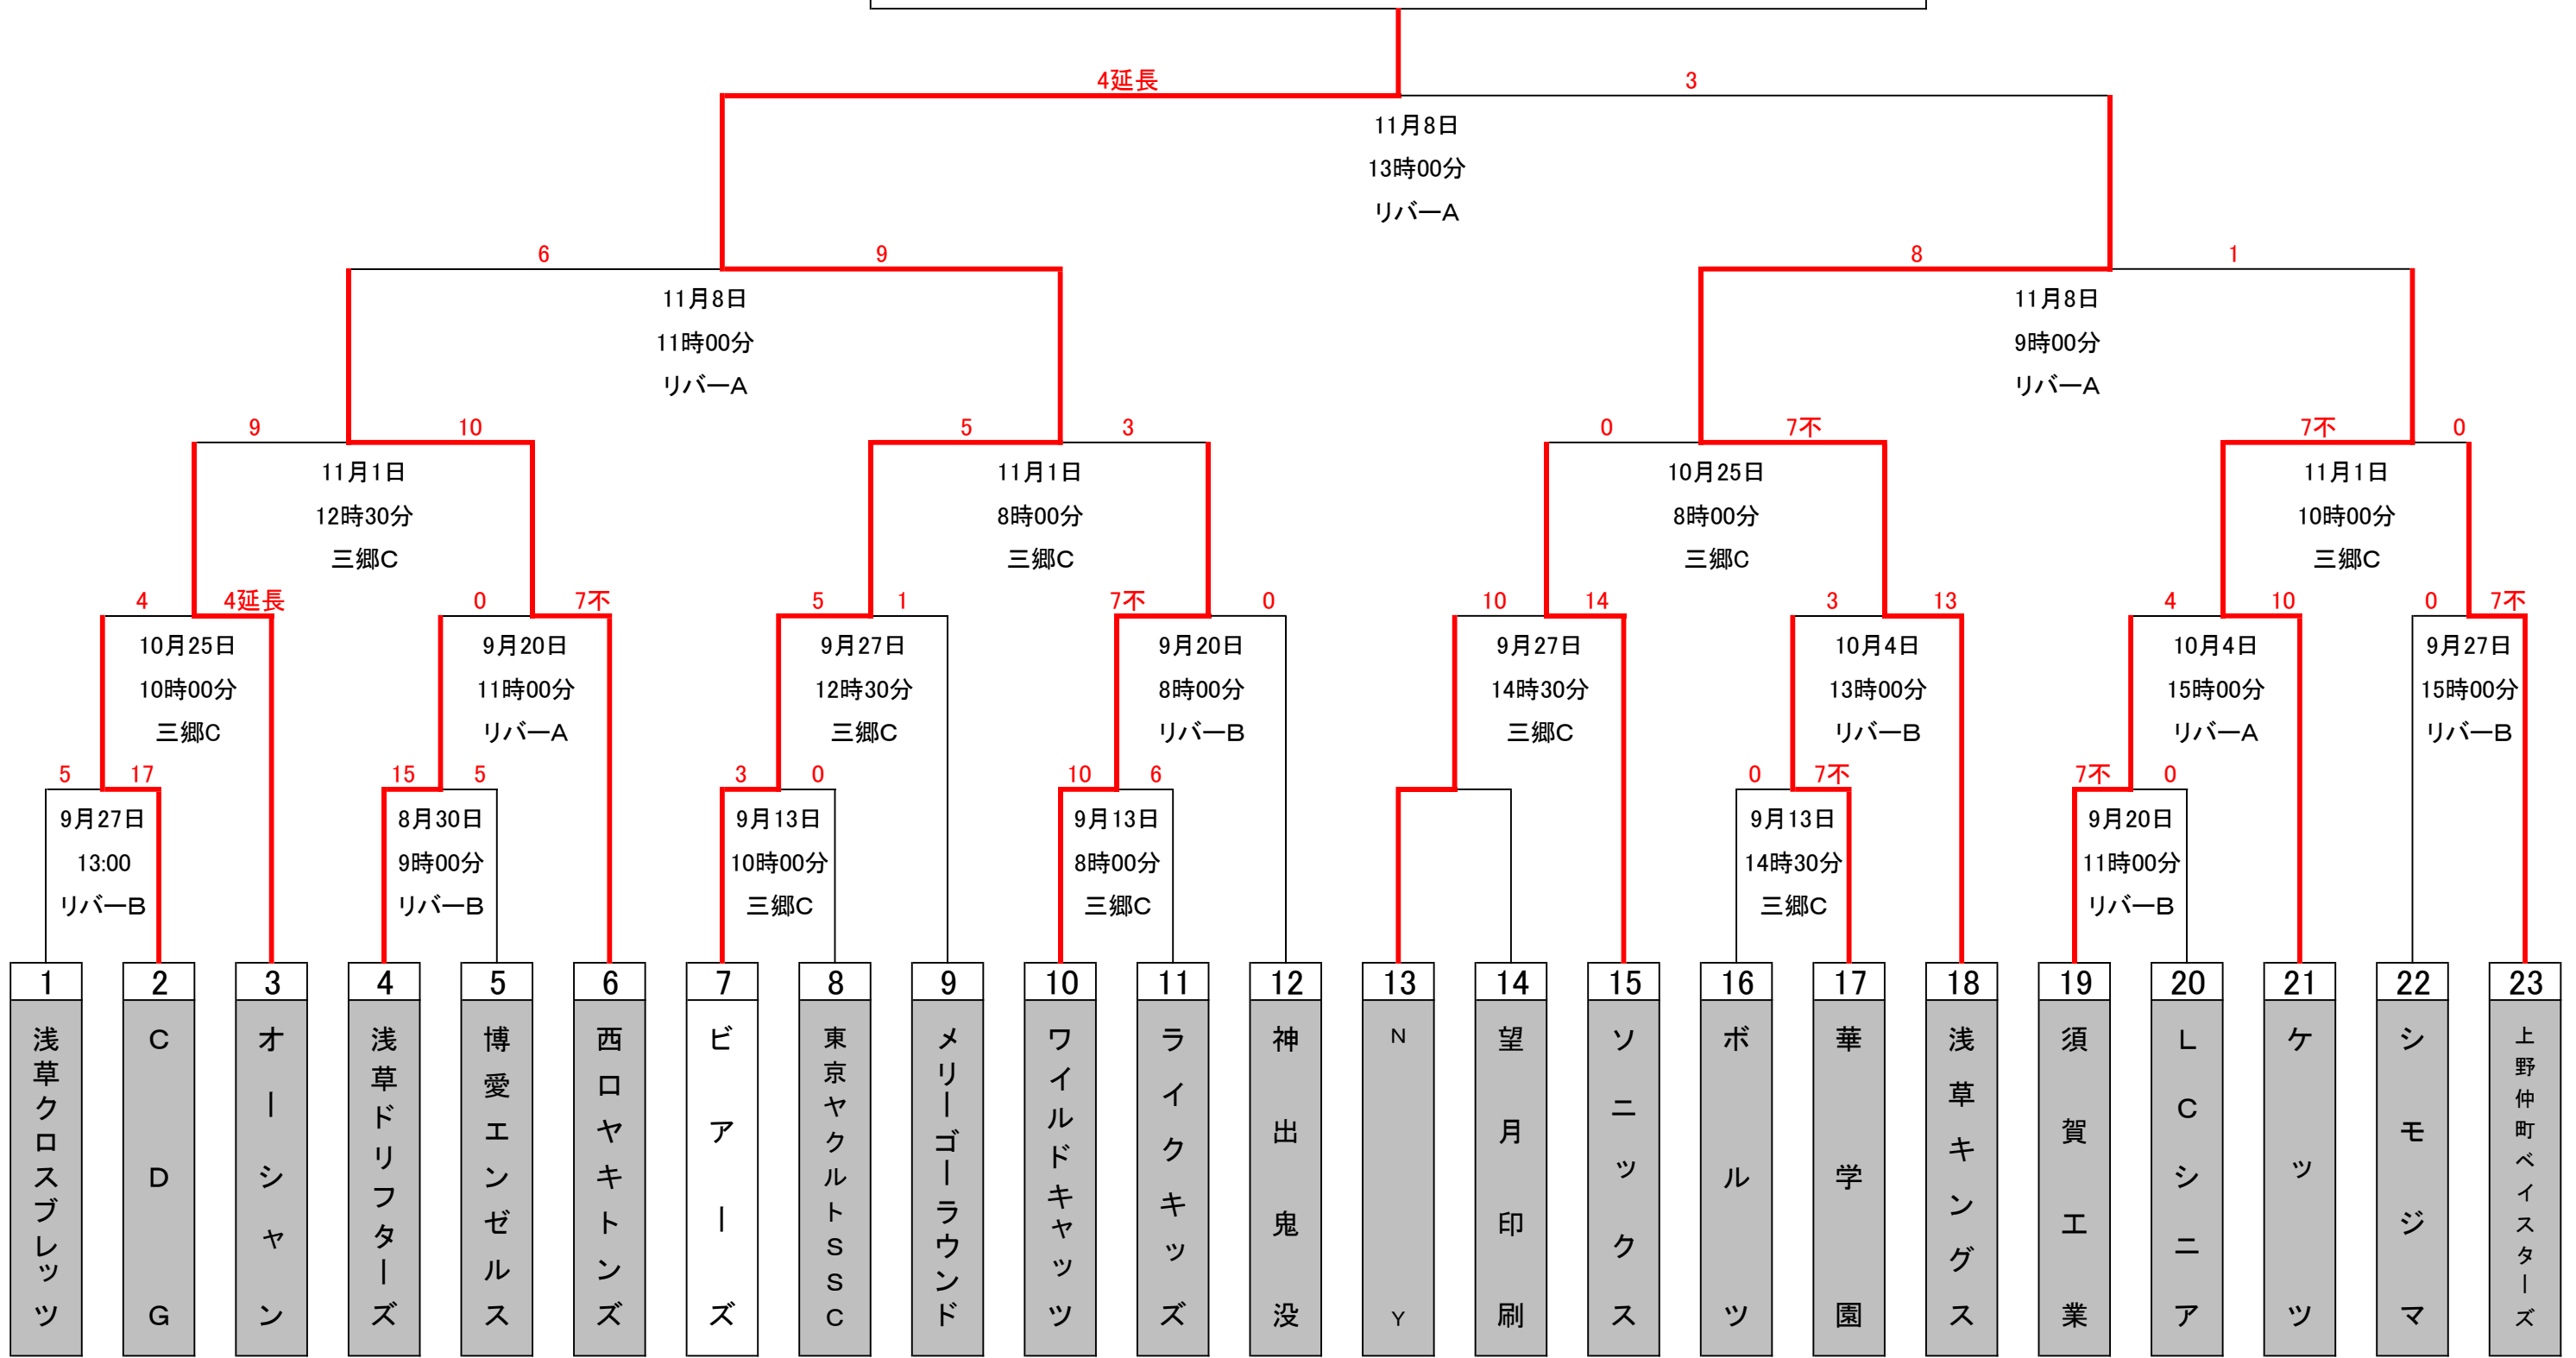 4延長 3
11月8日
13時00分
リバーA
6 9 8 1
11月8日 11月8日
11時00分 9時00分
リバーA リバーA
9 10 5 3 0 7不 7不 0
11月1日 11月1日 10月25日 11月1日
12時30分 8時00分 8時00分 10時00分
三郷C 三郷C 三郷C 三郷C
4 4延長 0 7不 5 1 7不 0 10 14 3 13 4 10 0 7不
10月25日 9月20日 9月27日 9月20日 9月27日 10月4日 10月4日 9月27日
10時00分 11時00分 12時30分 8時00分 14時30分 13時00分 15時00分 15時00分
三郷C リバーA 三郷C リバーB 三郷C リバーB リバーA リバーB
5 17 15 5 3 0 10 6 0 7不 7不 0
9月27日 8月30日 9月13日 9月13日 9月13日 9月20日
13:00 9時00分 10時00分 8時00分 14時30分 11時00分
リバーB リバーB 三郷C 三郷C 三郷C リバーB
1 2 3 4 5 6 7 8 9 10 11 12 13 14 15 16 17 18 19 20 21 22 23
浅草クロスブレッツ
CDG
オーシャン
浅草ドリフターズ
博愛エンゼルス
西ロヤキトンズ
ビアーズ
東京ヤクルトSSC
メリーゴーラウンド
ワイルドキャッツ
ライクキッズ
神出鬼没
NY
望月印刷
ソニックス
ボルツ
華学園
浅草キングス
須賀工業
LCシニア
ケッツ
シモジマ
上野仲町ベイスターズ